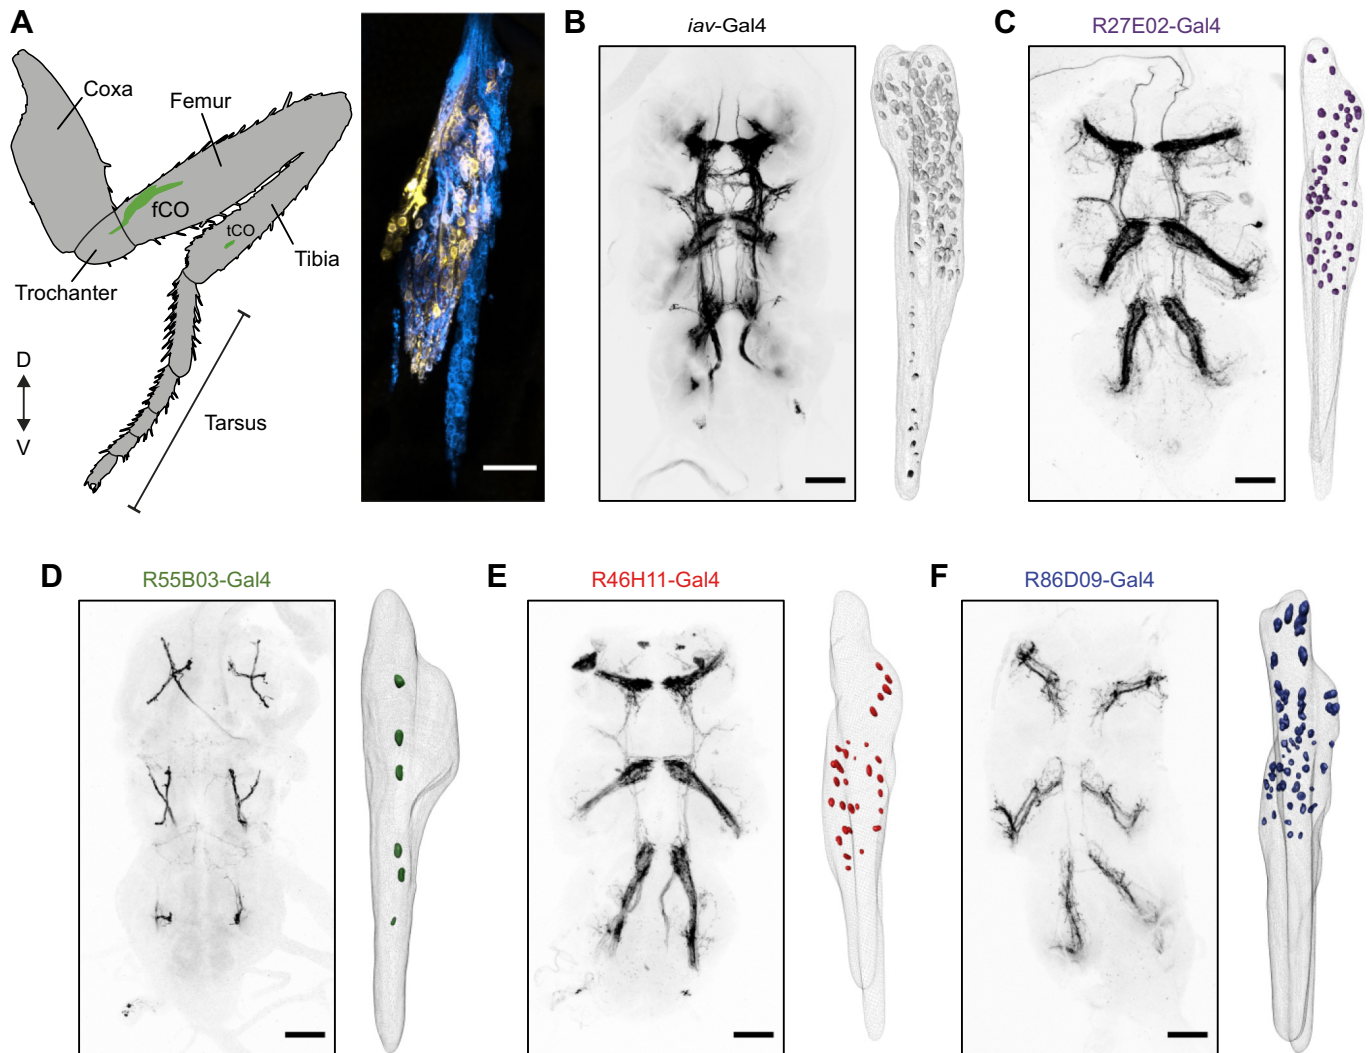 A
Coxa
Femur
fCO
tCO
Tibia
Trochanter
D
V
Tarsus
B
iav-Gal4
C
R27E02-Gal4
D
R55B03-Gal4
E
R46H11-Gal4
F
R86D09-Gal4